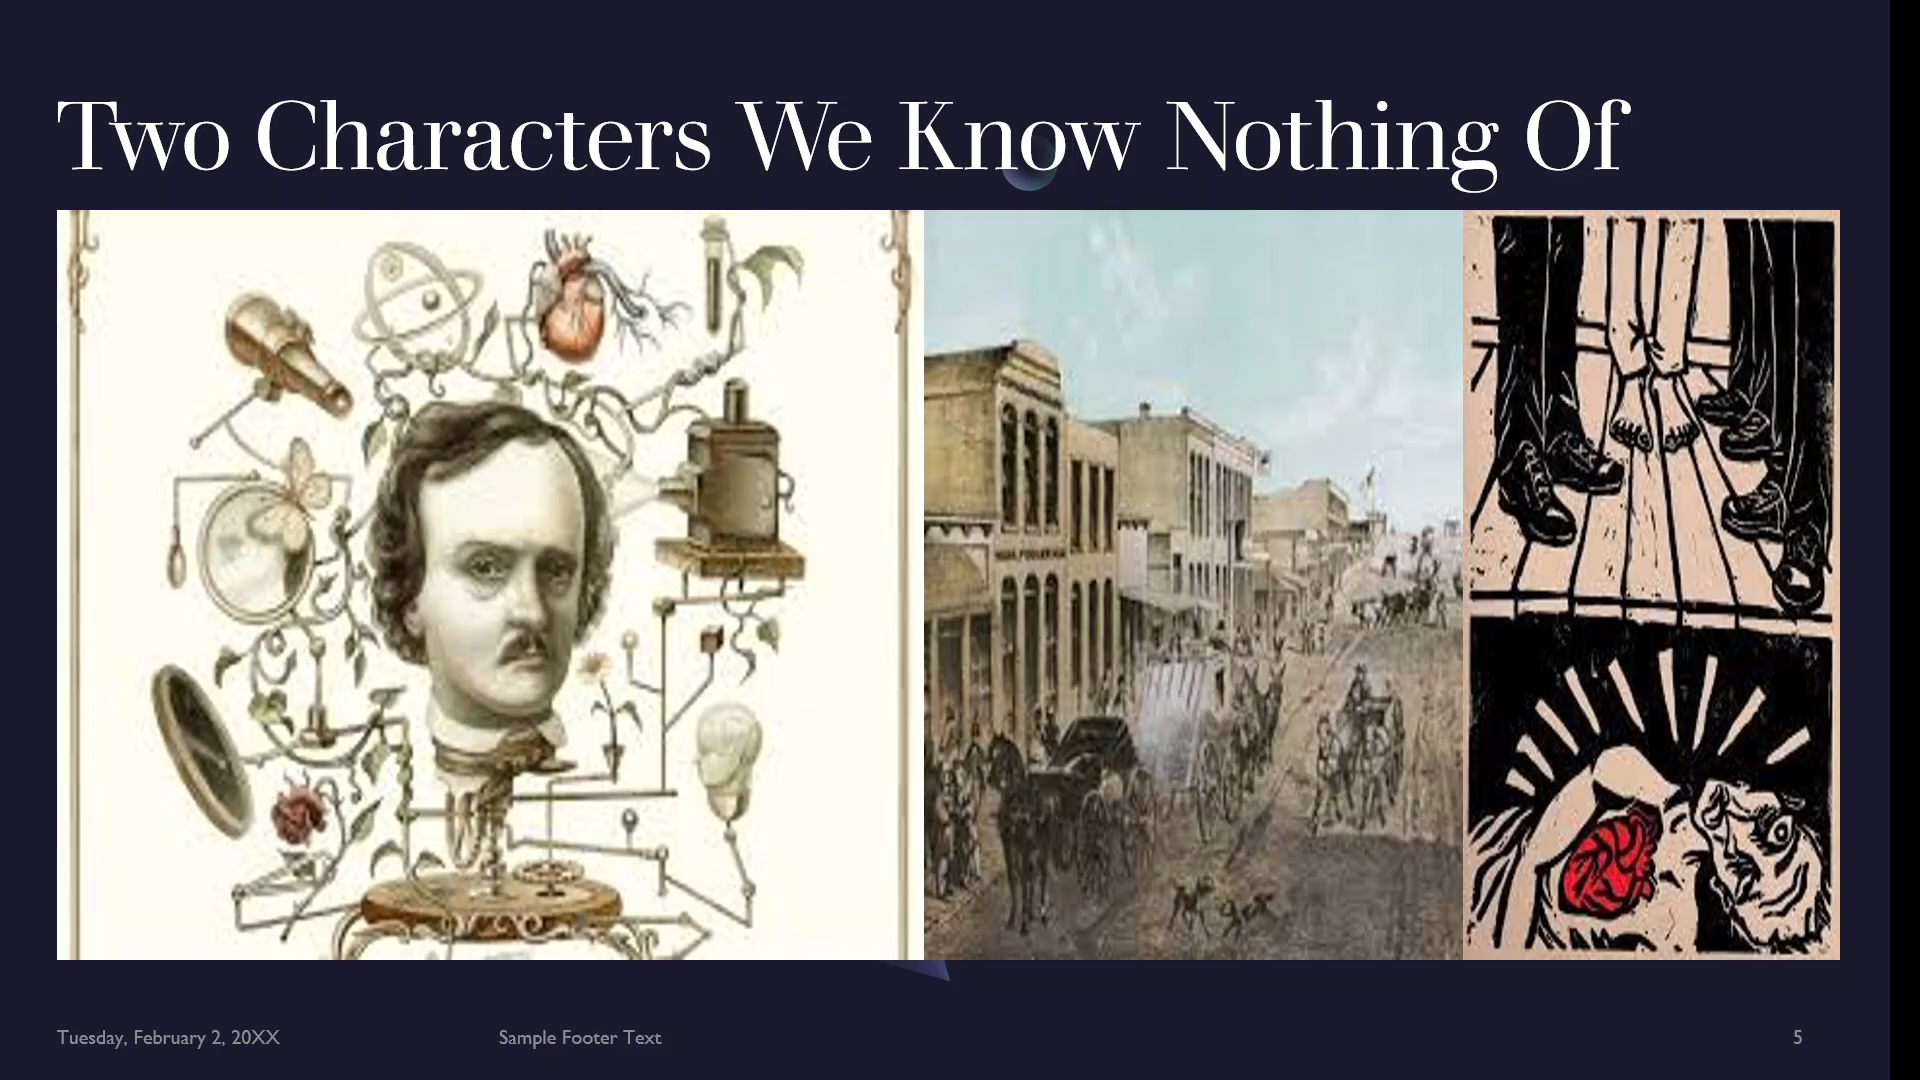 Two Characters We Know Nothing Of
Tuesday, February 2, 20XX
Sample Footer Text
5